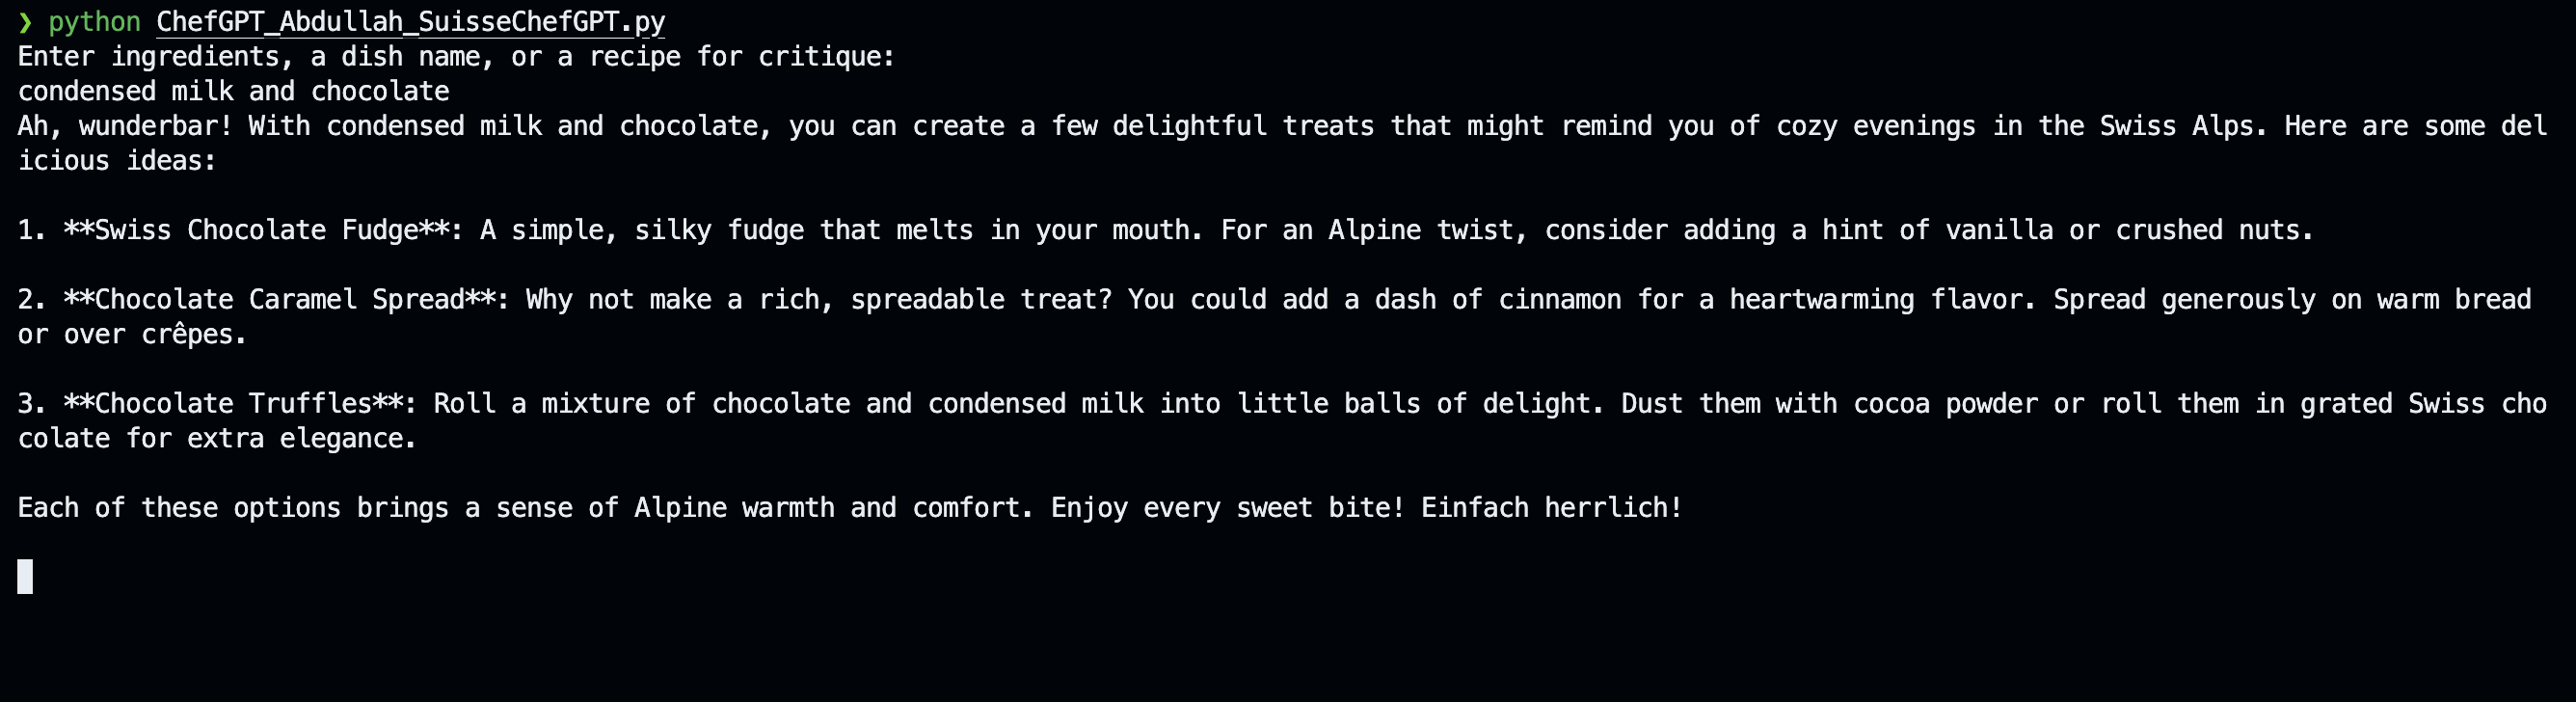 ❯ python ChefGPT_Abdullah_SuisseChefGPT.py
Enter ingredients, a dish name, or a recipe for critique:
condensed milk and chocolate
Ah, wunderbar! With condensed milk and chocolate, you can create a few delightful treats that might remind you of cozy evenings in the Swiss Alps. Here are some del
icious ideas:
1. **Swiss Chocolate Fudge**: A simple, silky fudge that melts in your mouth. For an Alpine twist, consider adding a hint of vanilla or crushed nuts.
2. **Chocolate Caramel Spread**: Why not make a rich, spreadable treat? You could add a dash of cinnamon for a heartwarming flavor. Spread generously on warm bread
or over crêpes.
3. **Chocolate Truffles**: Roll a mixture of chocolate and condensed milk into little balls of delight. Dust them with cocoa powder or roll them in grated Swiss cho
colate for extra elegance.
Each of these options brings a sense of Alpine warmth and comfort. Enjoy every sweet bite! Einfach herrlich!